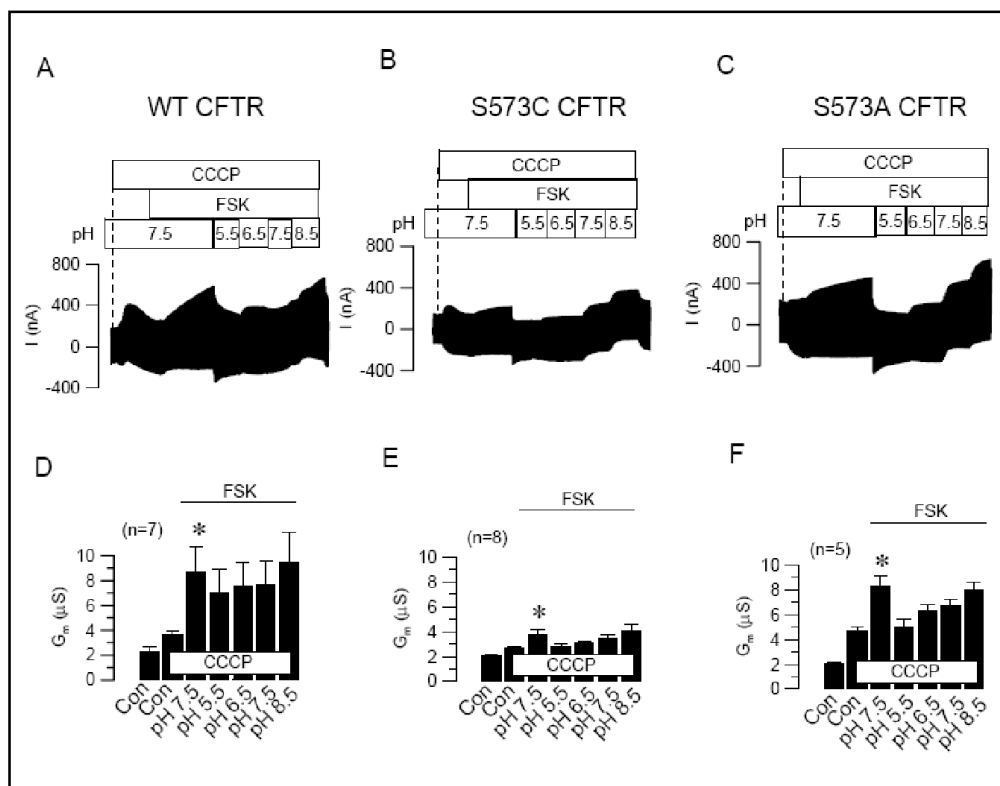 A
WT CFTR
CCCP
FSK
pH 7.5 5.5 6.5 7.5 8.5
800
400
0
-400
I (nA)
B
S573C CFTR
CCCP
FSK
pH 7.5 5.5 6.5 7.5 8.5
800
400
0
-400
I (nA)
C
S573A CFTR
CCCP
FSK
pH 7.5 5.5 6.5 7.5 8.5
800
400
0
-400
I (nA)
D
FSK
(n=7)
*
10
8
6
4
2
0
Gm (µS)
CCCP
Con
Con
pH 7.5
pH 5.5
pH 6.5
pH 7.5
pH 8.5
E
FSK
(n=8)
*
10
8
6
4
2
0
Gm (µS)
CCCP
Con
Con
pH 7.5
pH 5.5
pH 6.5
pH 7.5
pH 8.5
F
FSK
(n=5)
*
10
8
6
4
2
0
Gm (µS)
CCCP
Con
Con
pH 7.5
pH 5.5
pH 6.5
pH 7.5
pH 8.5